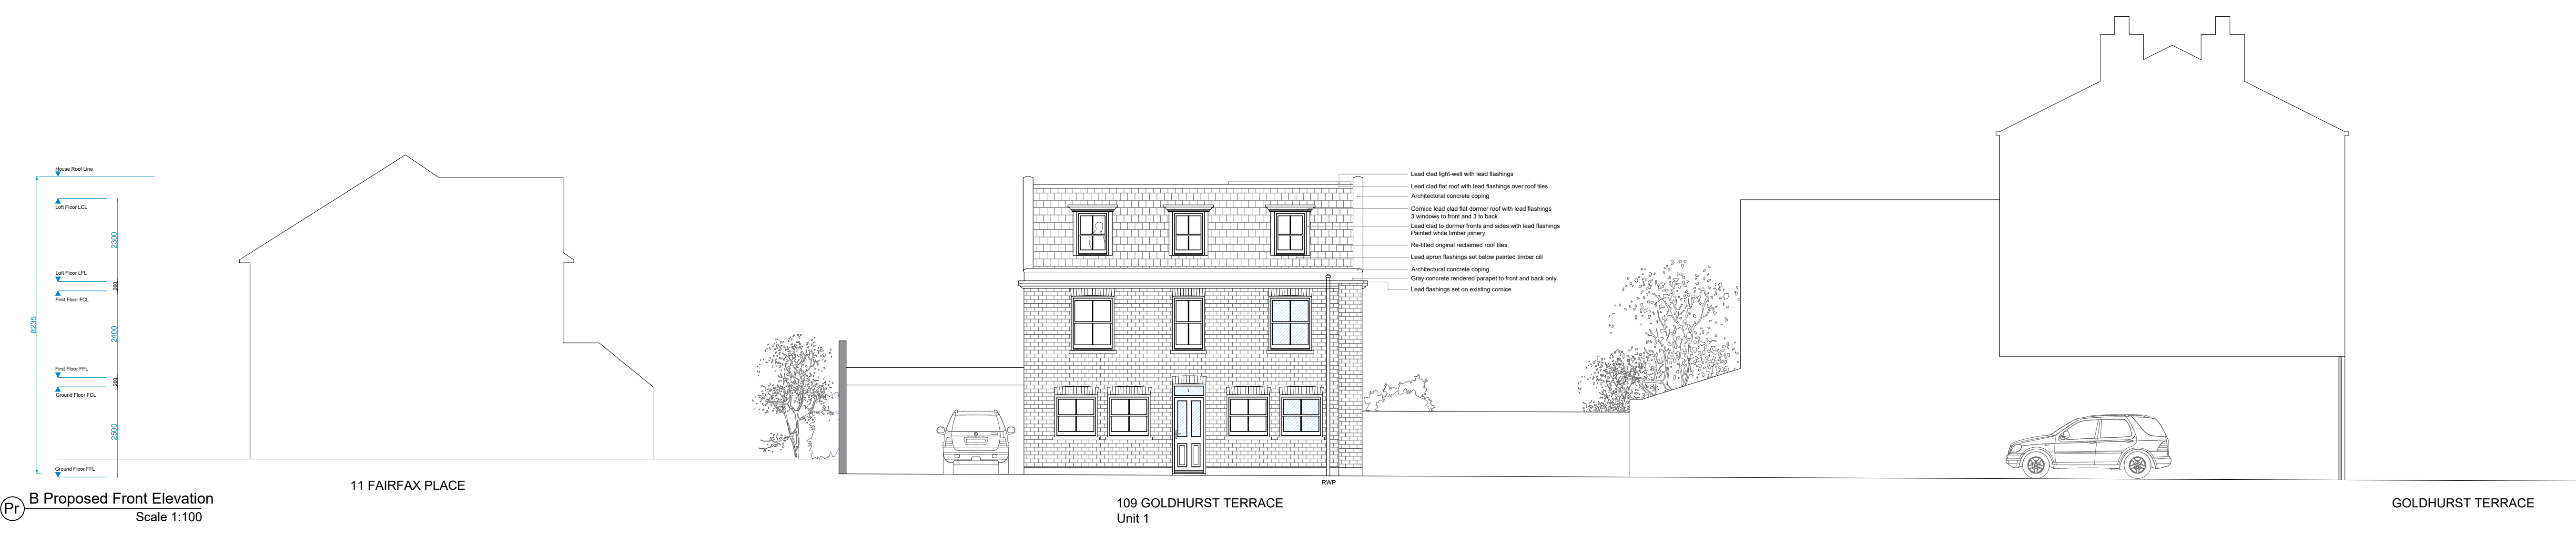 House Roof Line
Loft Floor LCL
2300
Loft Floor LFL
260
First Floor FCL
8235
2400
First Floor FFL
260
Ground Floor FCL
2500
Ground Floor FFL
Pr
B Proposed Front Elevation
Scale 1:100
11 FAIRFAX PLACE
1
RWP
109 GOLDHURST TERRACE
Unit 1
Lead clad light-well with lead flashings
Lead clad flat roof with lead flashings over roof tiles
Architectural concrete coping
Cornice lead clad flat dormer roof with lead flashings
3 windows to front and 3 to back
Lead clad to dormer fronts and sides with lead flashings
Painted white timber joinery
Re-fitted original reclaimed roof tiles
Lead apron flashings set below painted timber cill
Architectural concrete coping
Gray concrete rendered parapet to front and back only
Lead flashings set on existing cornice
GOLDHURST TERRACE